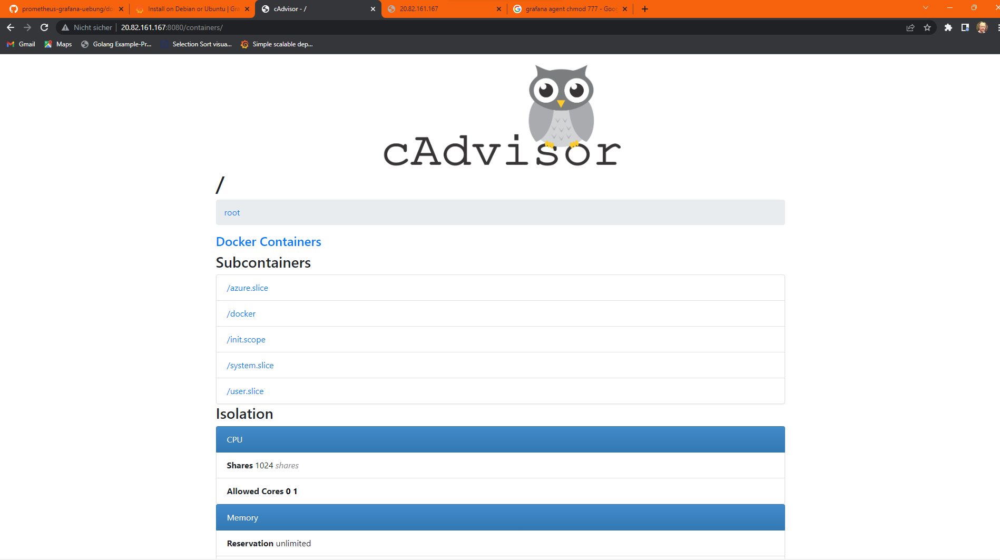 prometheus-grafana-uebung/do
Install on Debian or Ubuntu | Gra
cAdvisor - /
20.82.161.167
grafana agent chmod 777 - Goog
Nicht sicher
20.82.161.167:8080/containers/
Gmail
Maps
Golang Example-Pr...
Selection Sort visua...
Simple scalable dep...
cAdvisor
/
root
Docker Containers
Subcontainers
/azure.slice
/docker
/init.scope
/system.slice
/user.slice
Isolation
CPU
Shares 1024 shares
Allowed Cores 0 1
Memory
Reservation unlimited